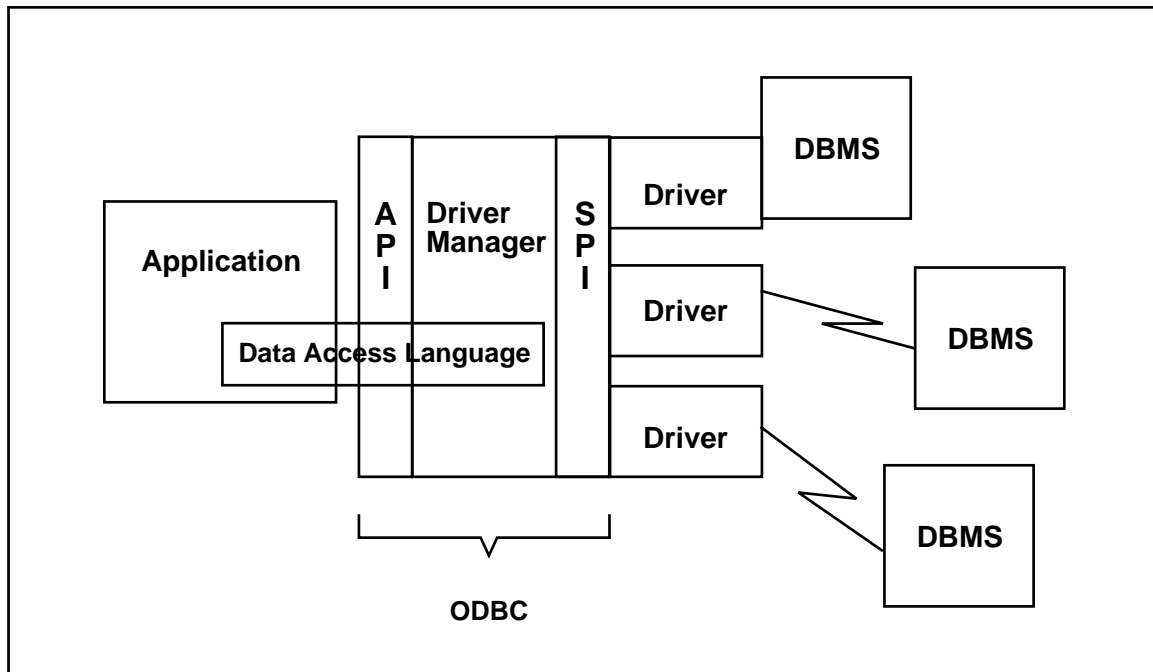 Application
Data Access Language
A
P
I
Driver
Manager
S
P
I
Driver
DBMS
Driver
DBMS
Driver
DBMS
ODBC